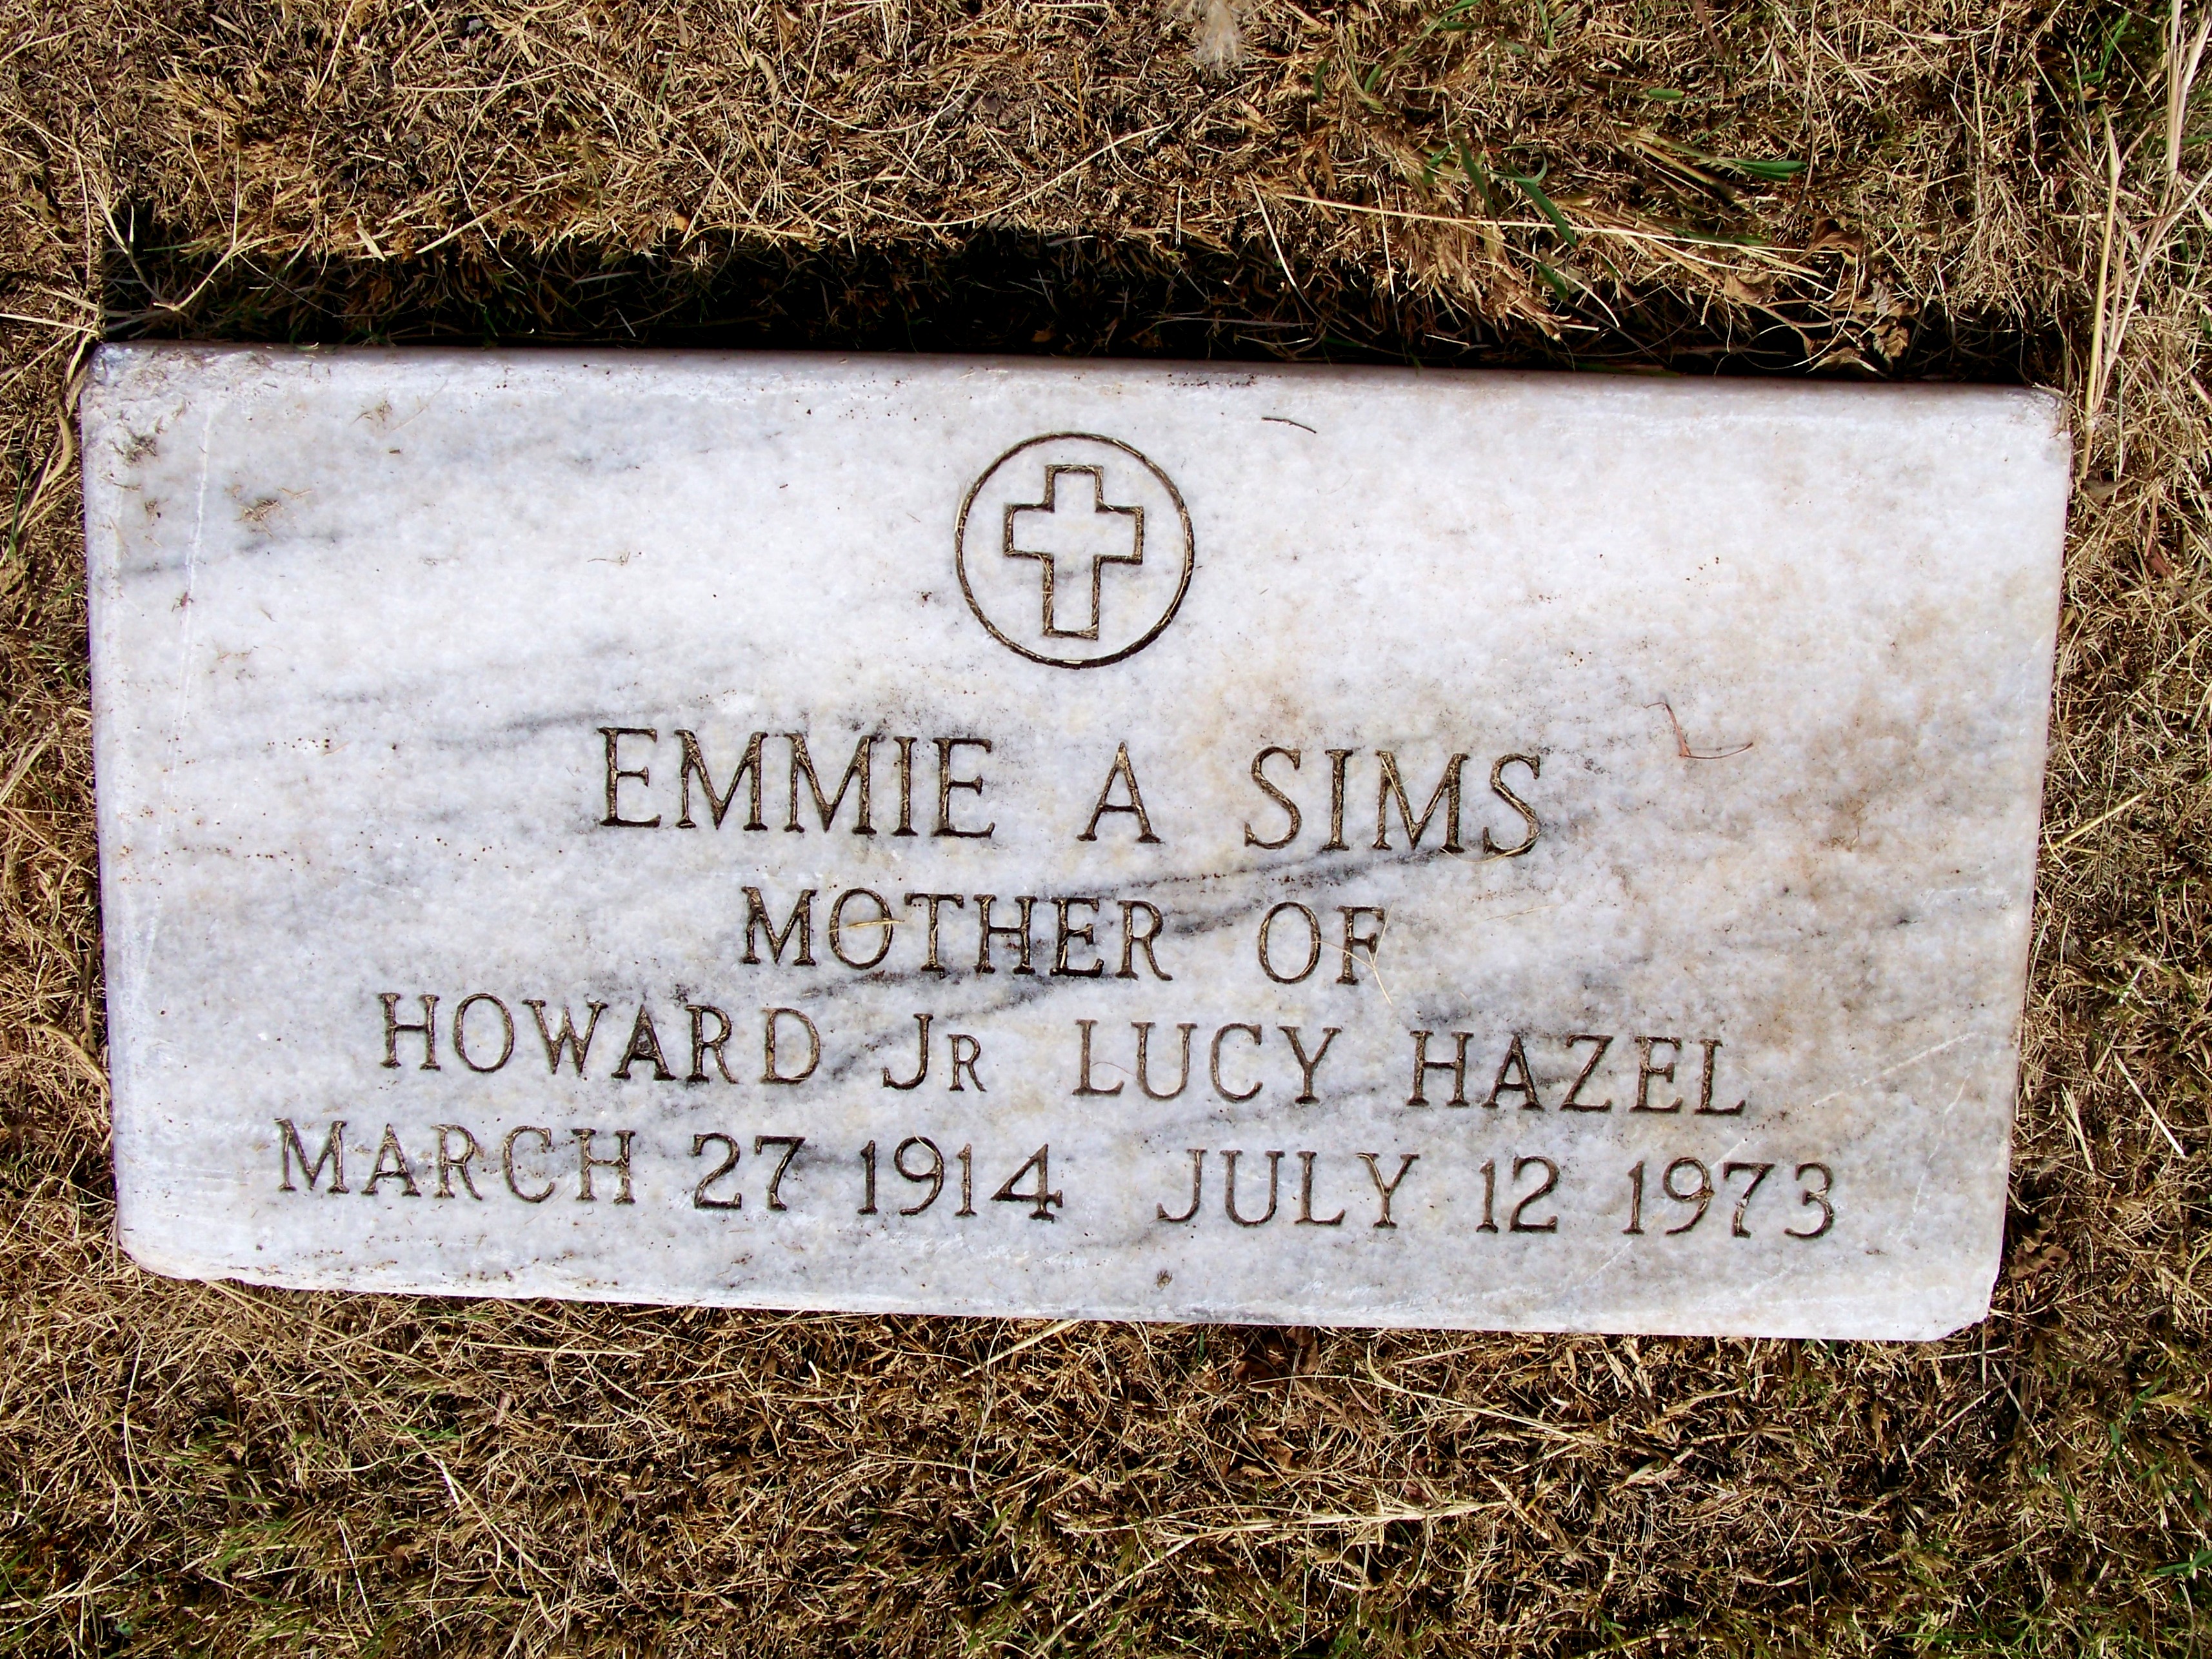 EMMIE A SIMS
MOTHER OF
HOWARD JR LUCY HAZEL
MARCH 27 1914 JULY 12 1973